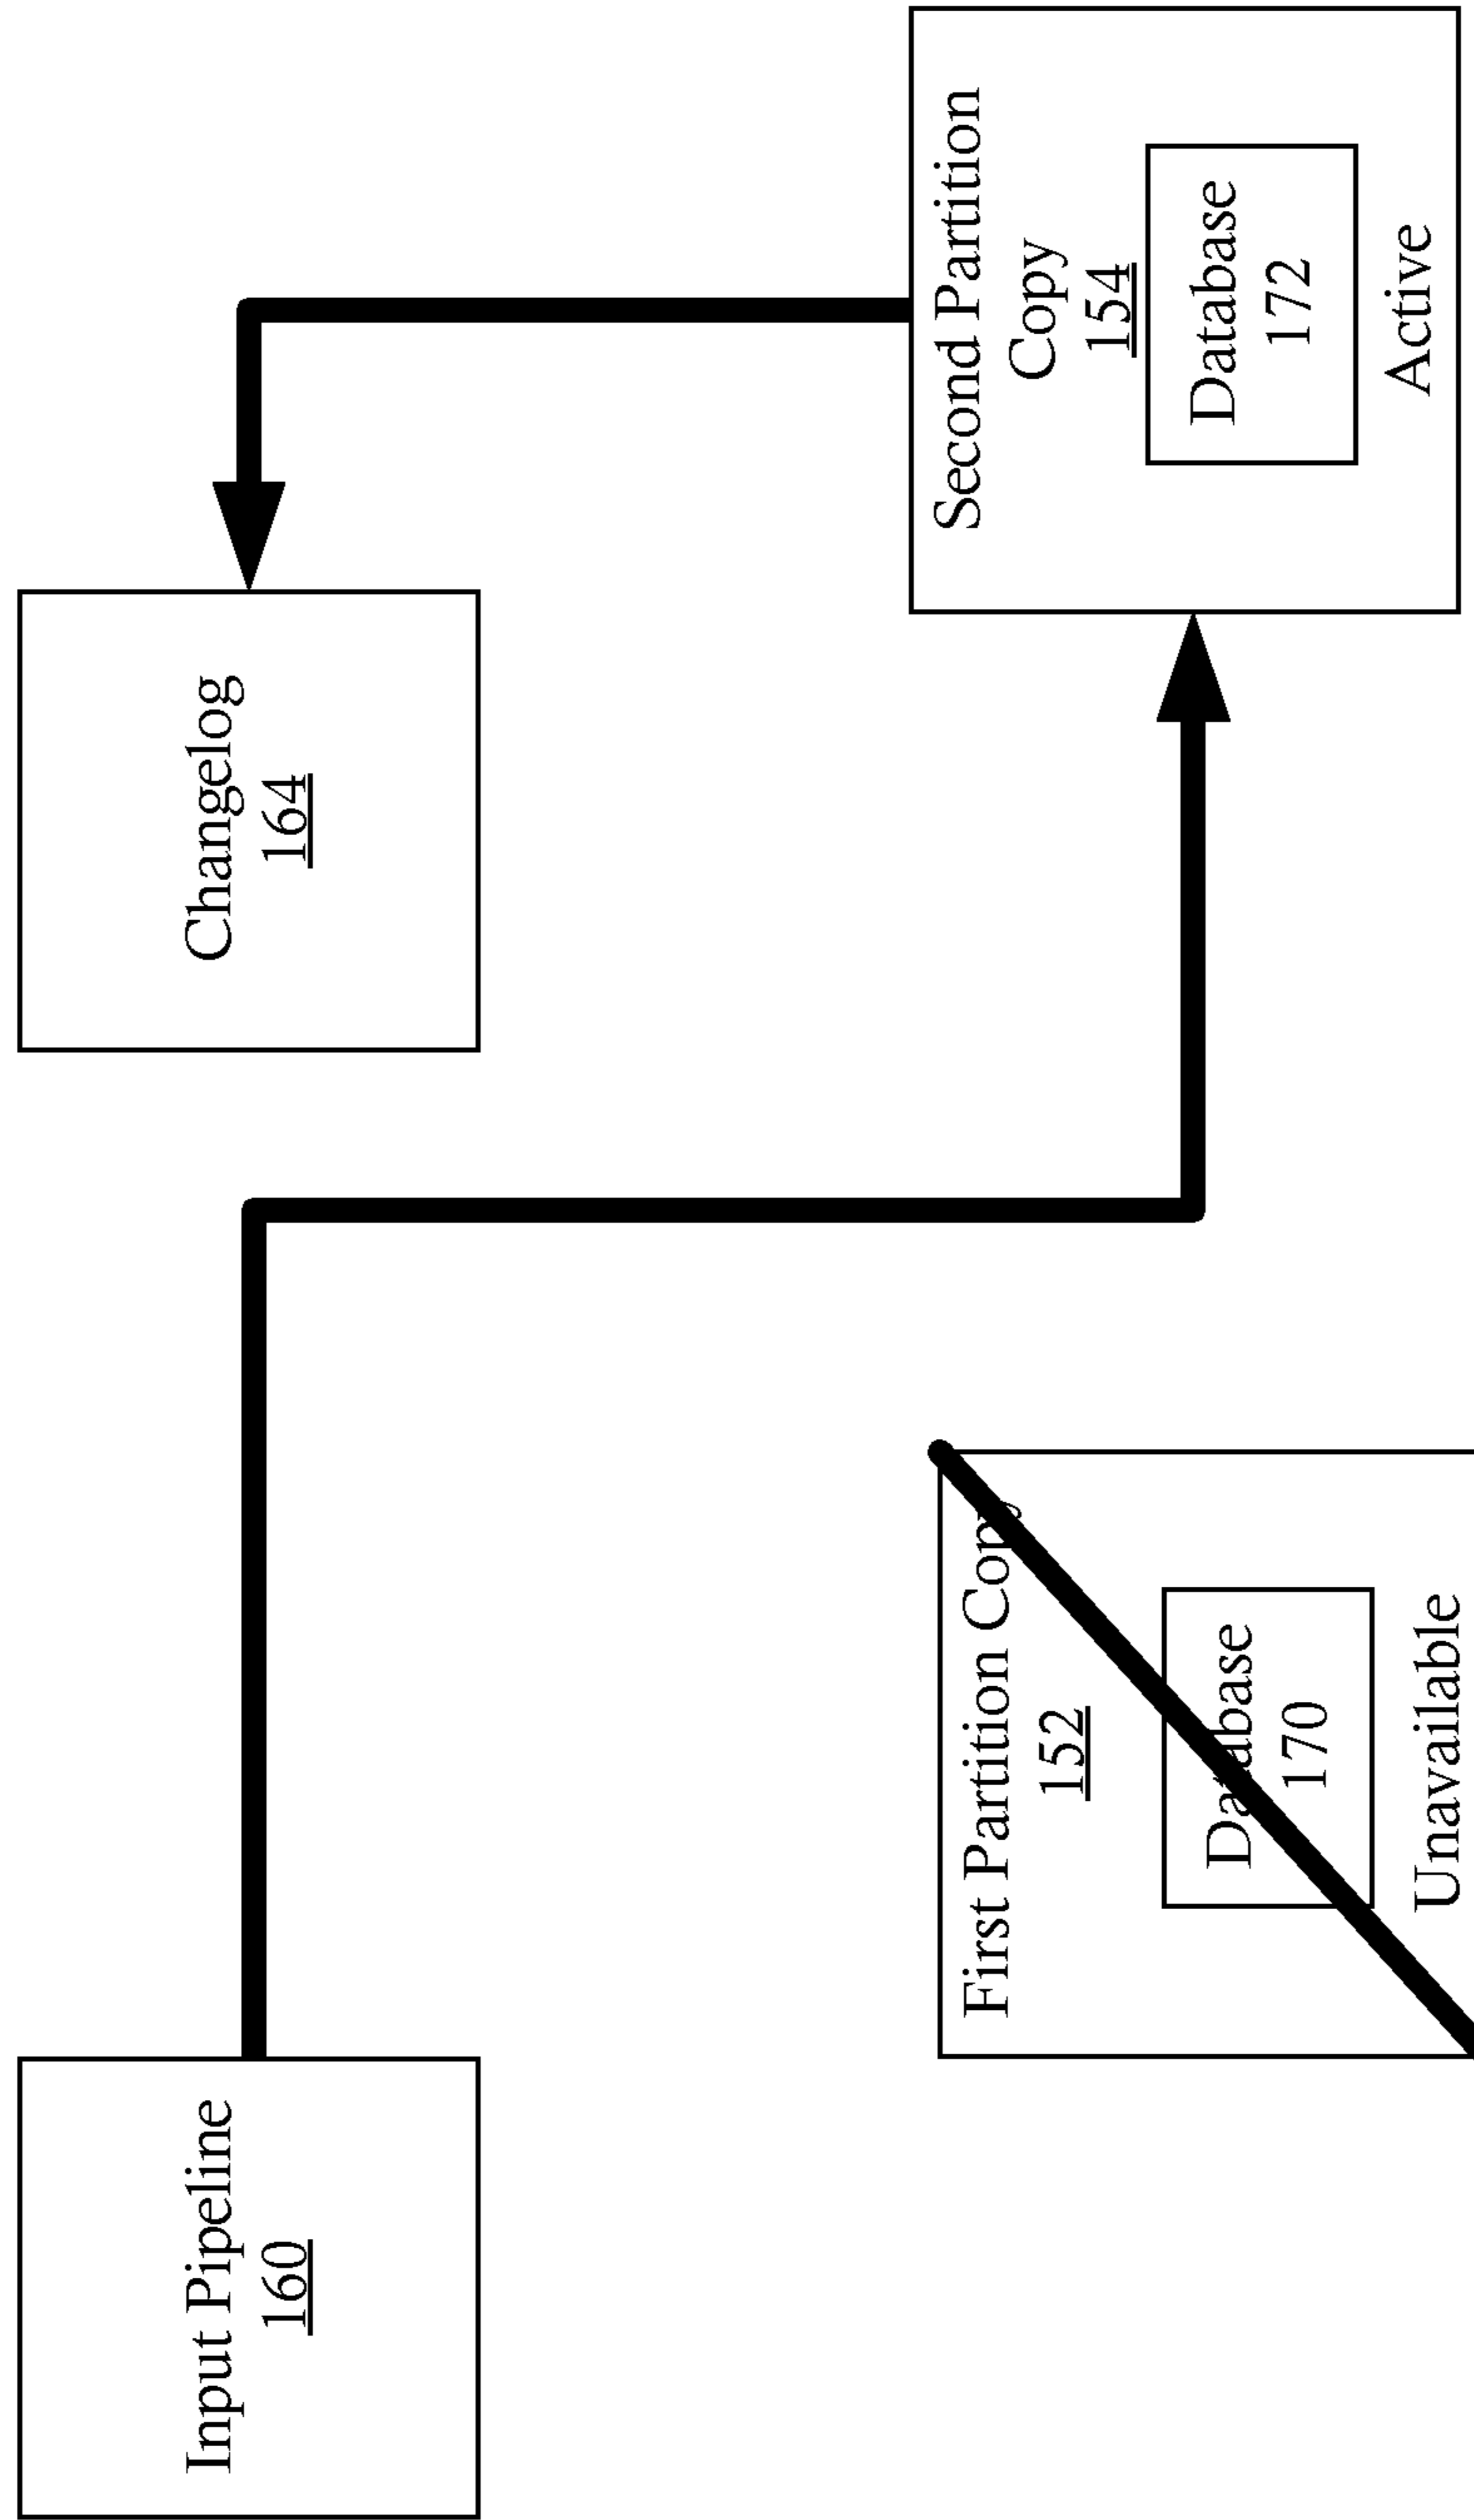 Input Pipeline
160
Changelog
164
First Partition Copy
152
Database
170
Unavailable
Second Partition
Copy
154
Database
172
Active